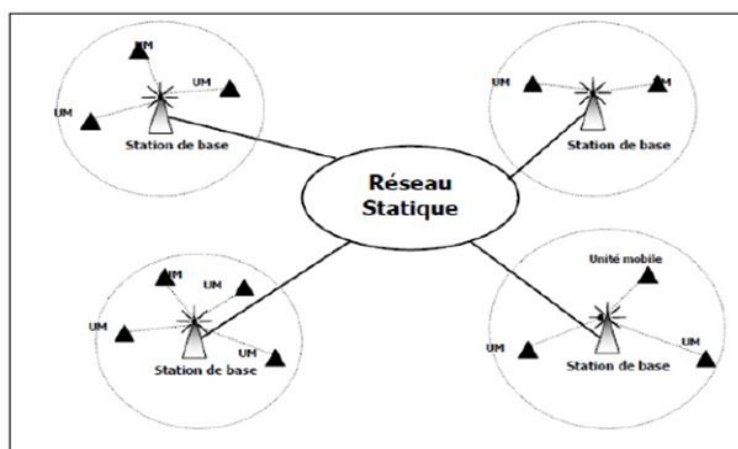 UM
UM
UM
Station de base
UM
UM
Station de base
Réseau
Statique
UM
UM
UM
UM
Station de base
Unité mobile
UM
UM
Station de base